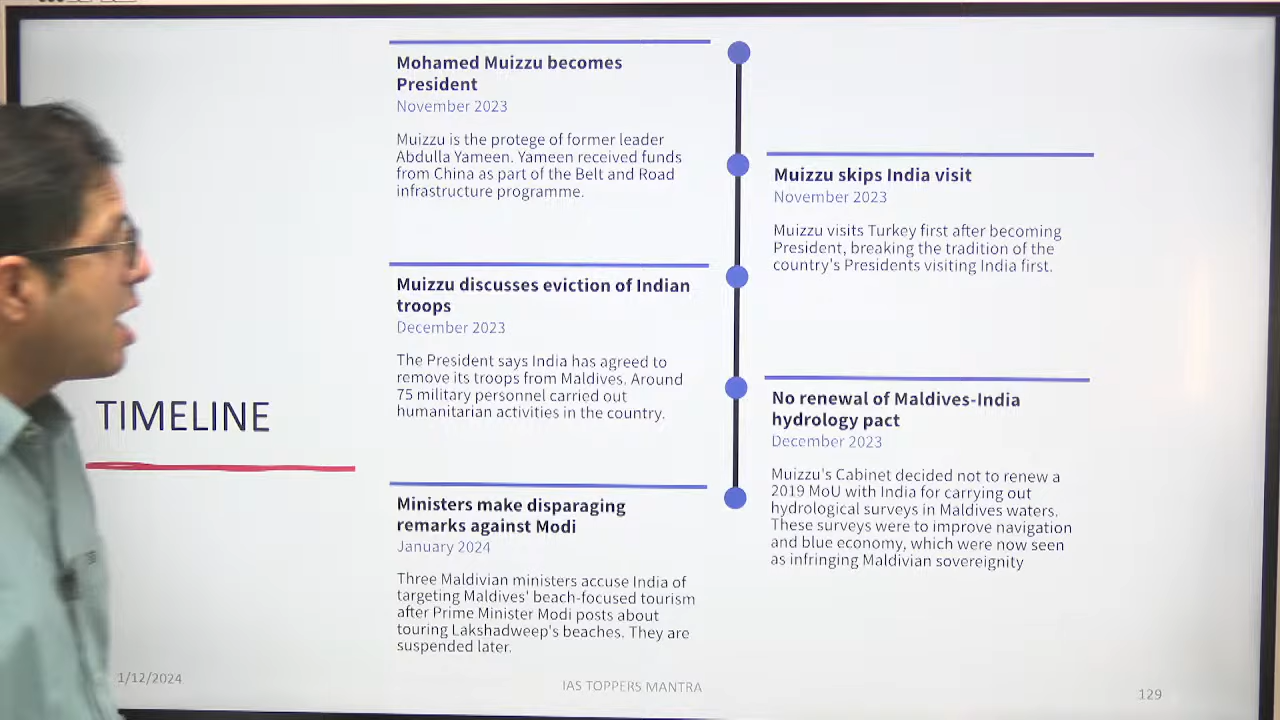 Mohamed Muizzu becomes
President
November 2023
Muizzu is the protege of former leader
Abdulla Yameen. Yameen received funds
from China as part of the Belt and Road
infrastructure programme.
Muizzu skips India visit
November 2023
Muizzu visits Turkey first after becoming
President, breaking the tradition of the
country's Presidents visiting India first.
Muizzu discusses eviction of Indian
troops
December 2023
The President says India has agreed to
remove its troops from Maldives. Around
75 military personnel carried out
humanitarian activities in the country.
TIMELINE
No renewal of Maldives-India
hydrology pact
December 2023
Muizzu's Cabinet decided not to renew a
2019 MoU with India for carrying out
hydrological surveys in Maldives waters.
These surveys were to improve navigation
and blue economy, which were now seen
as infringing Maldivian sovereignity
Ministers make disparaging
remarks against Modi
January 2024
Three Maldivian ministers accuse India of
targeting Maldives' beach-focused tourism
after Prime Minister Modi posts about
touring Lakshadweep's beaches. They are
suspended later.
1/12/2024
IAS TOPPERS MANTRA
129